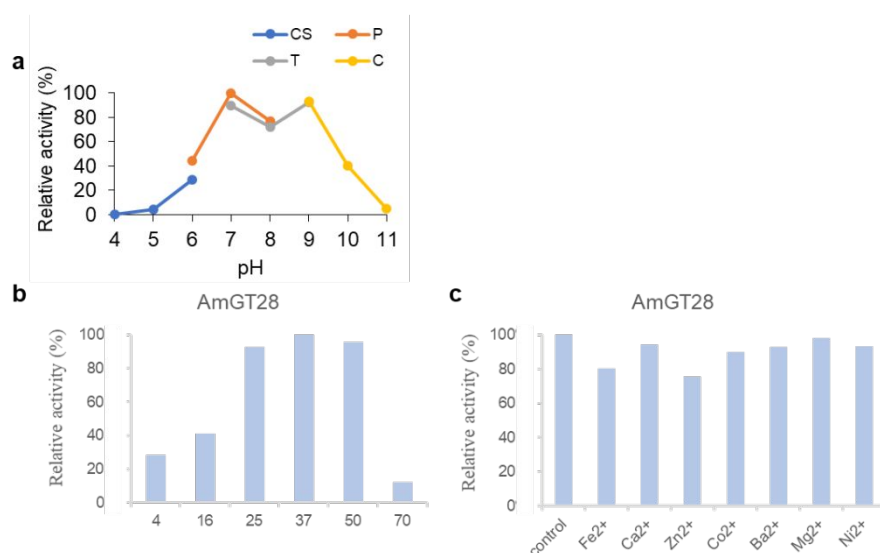 a
CS P
T C
Relative activity (%)
100
80
60
40
20
0
4 5 6 7 8 9 10 11
pH
b
AmGT28
Relative activity (%)
100
80
60
40
20
0
4 16 25 37 50 70
c
AmGT28
Relative activity (%)
100
80
60
40
20
0
control Fe2+ Ca2+ Zn2+ Co2+ Ba2+ Mg2+ Ni2+